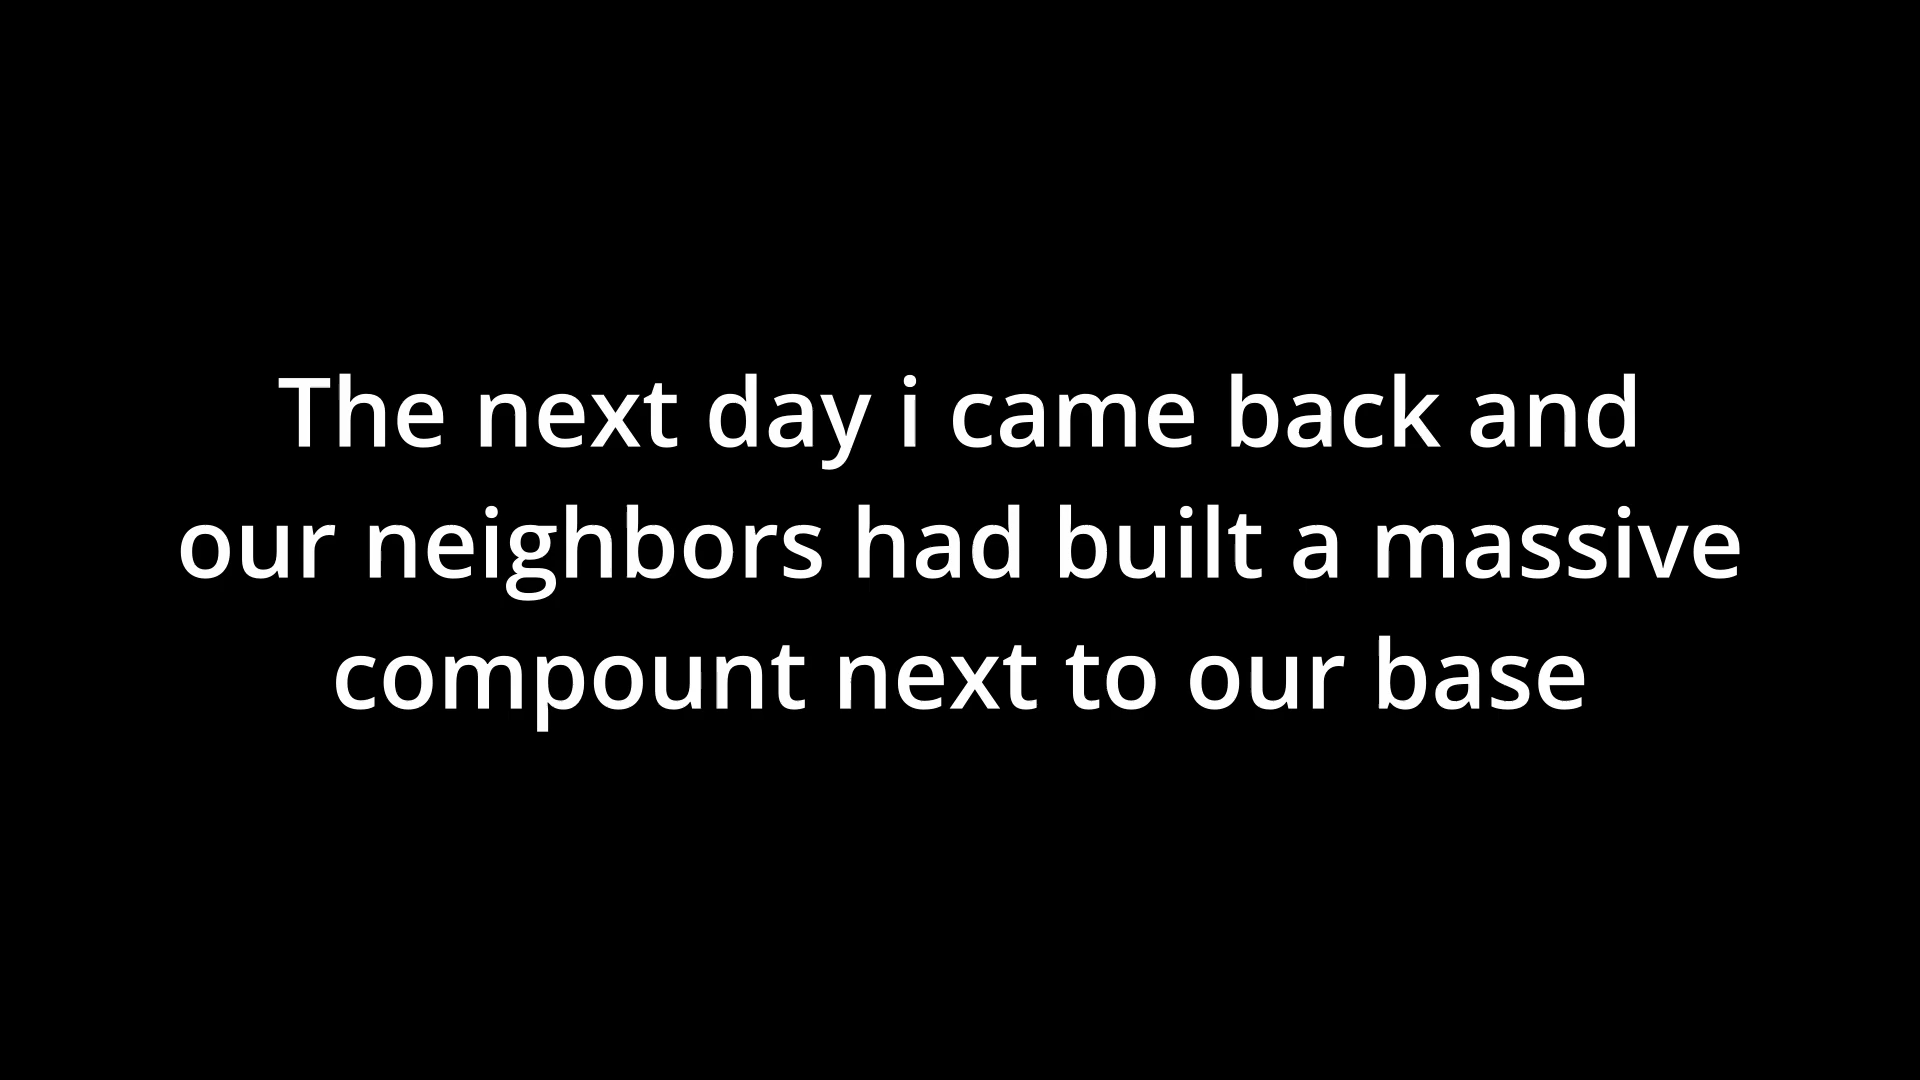 The next day i came back and
our neighbors had built a massive
compount next to our base